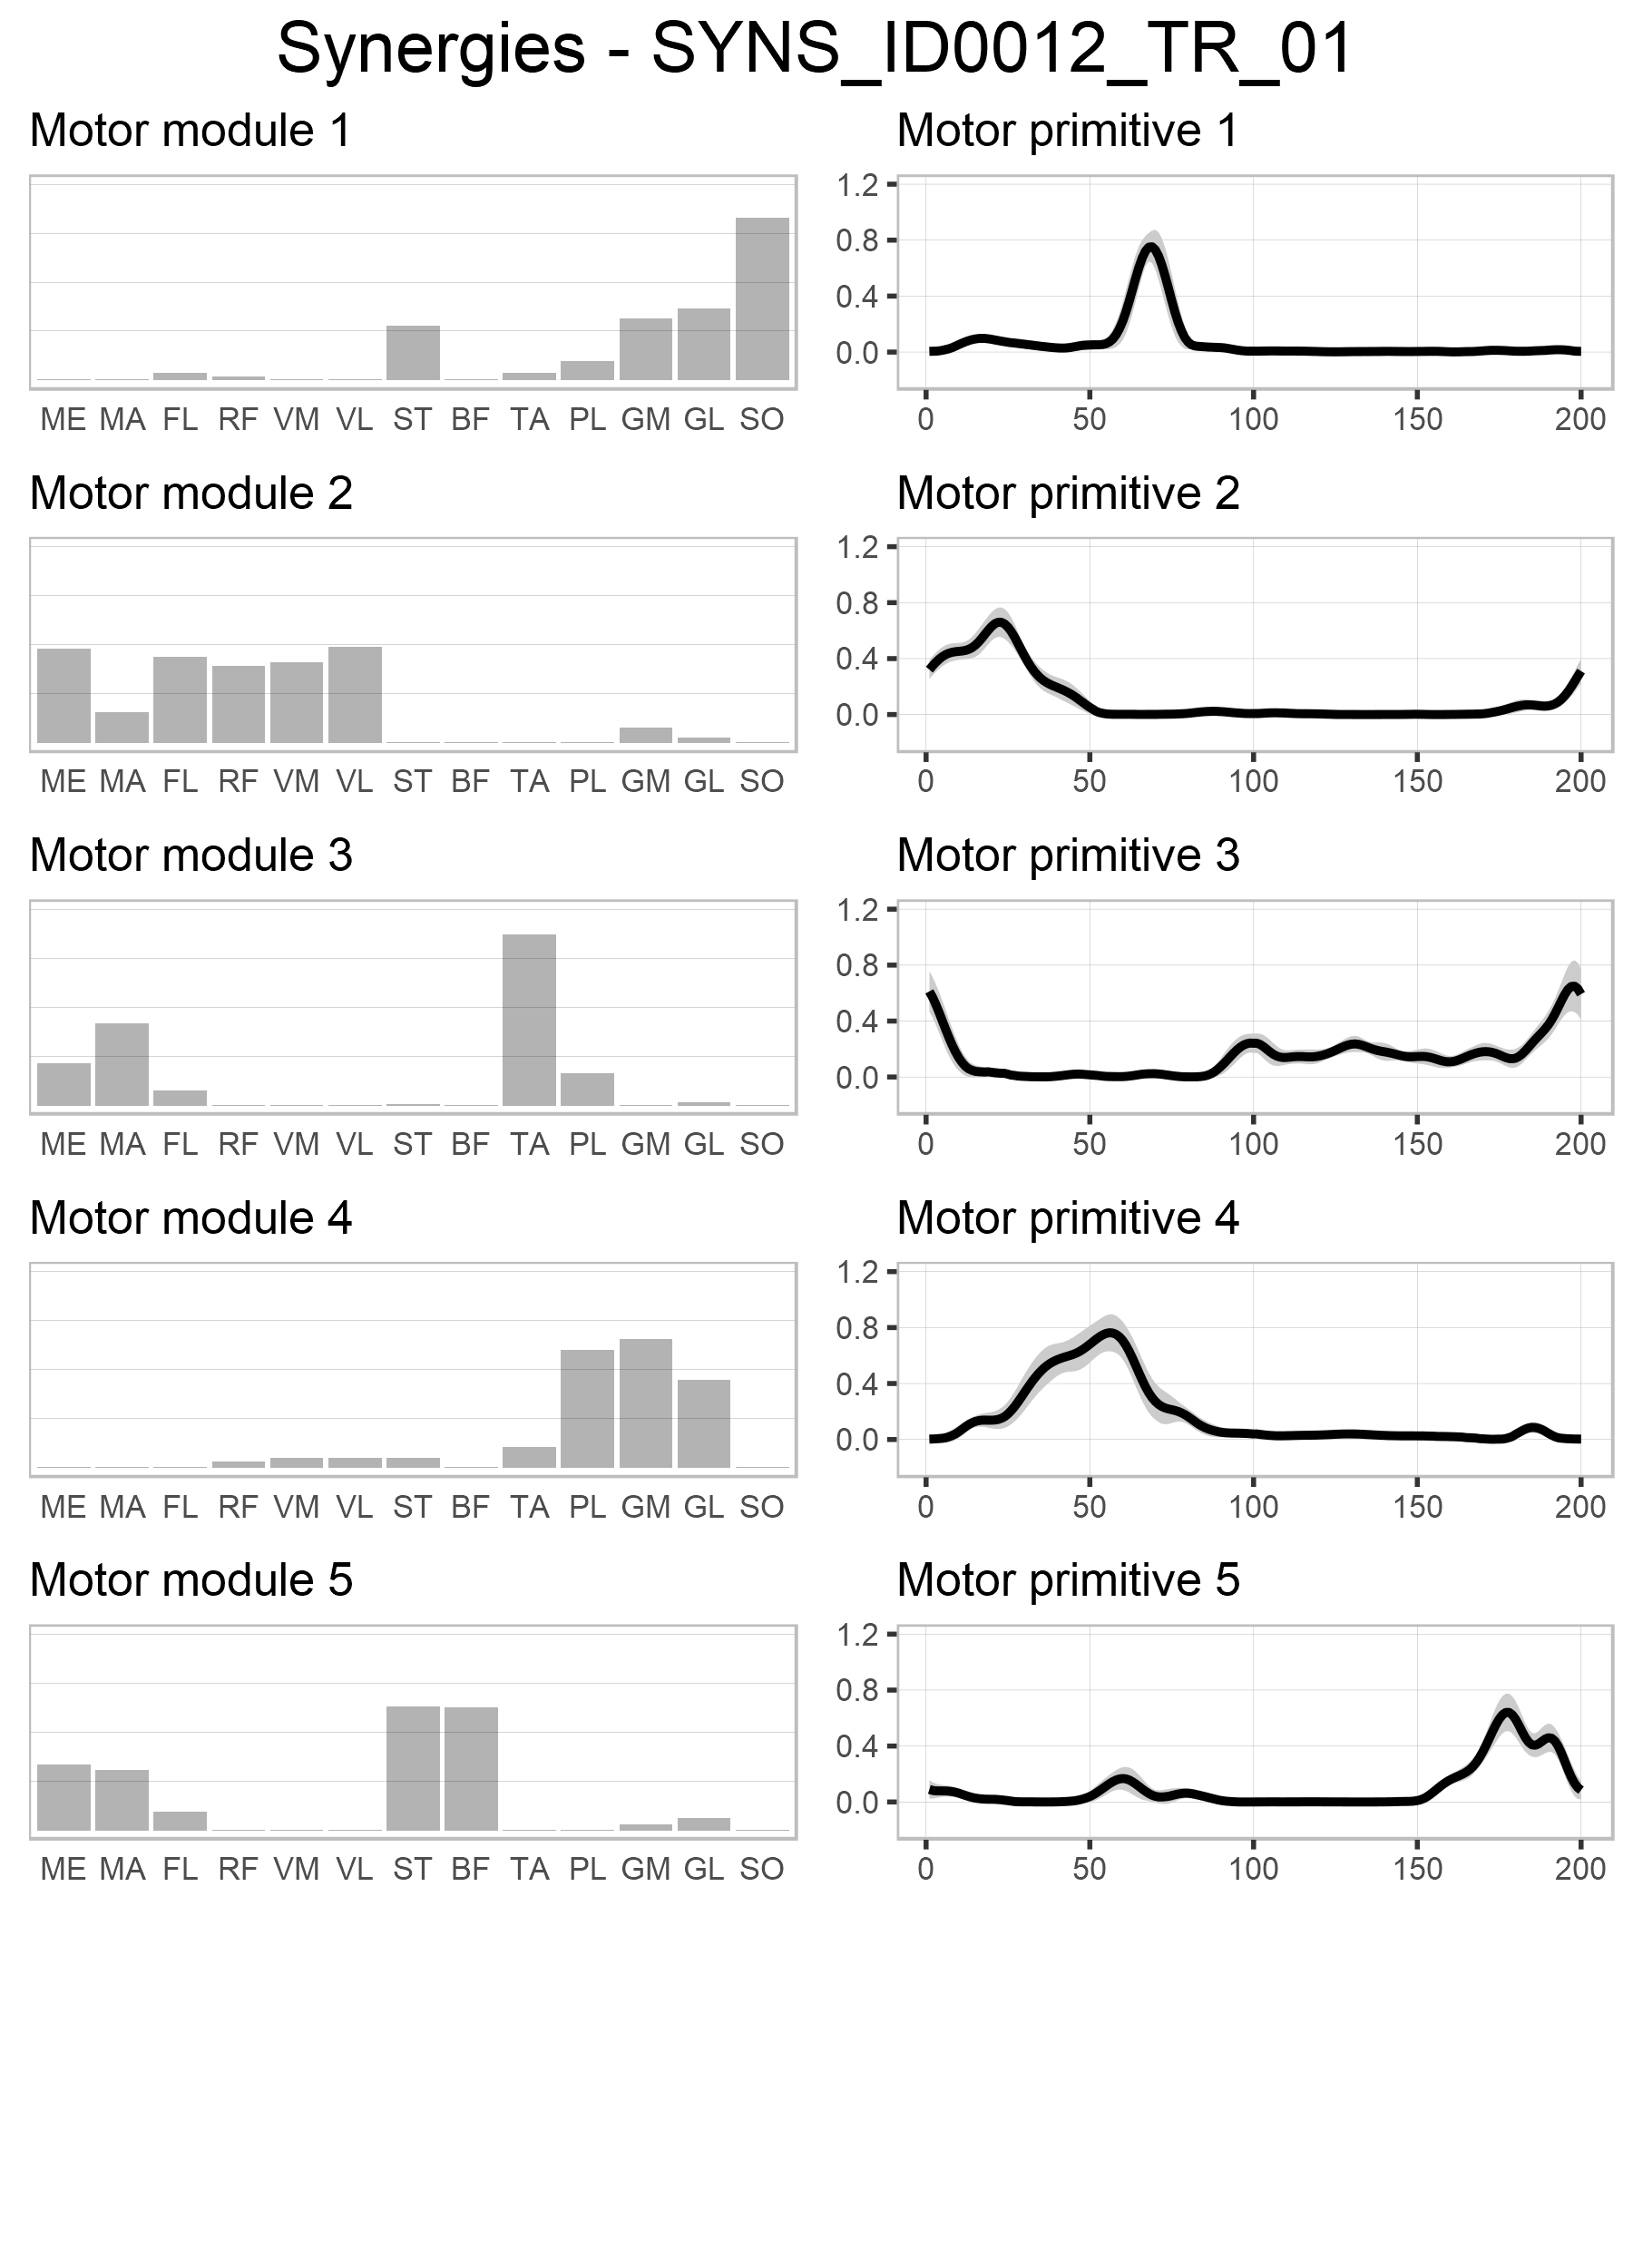 Synergies - SYNS_ID0012_TR_01
Motor module 1
Motor primitive 1
1.2
0.8
0.4
0.0
ME MA FL RF VM VL ST BF TA PL GM GL SO
0 50 100 150 200
Motor module 2
Motor primitive 2
1.2
0.8
0.4
0.0
ME MA FL RF VM VL ST BF TA PL GM GL SO
0 50 100 150 200
Motor module 3
Motor primitive 3
1.2
0.8
0.4
0.0
ME MA FL RF VM VL ST BF TA PL GM GL SO
0 50 100 150 200
Motor module 4
Motor primitive 4
1.2
0.8
0.4
0.0
ME MA FL RF VM VL ST BF TA PL GM GL SO
0 50 100 150 200
Motor module 5
Motor primitive 5
1.2
0.8
0.4
0.0
ME MA FL RF VM VL ST BF TA PL GM GL SO
0 50 100 150 200